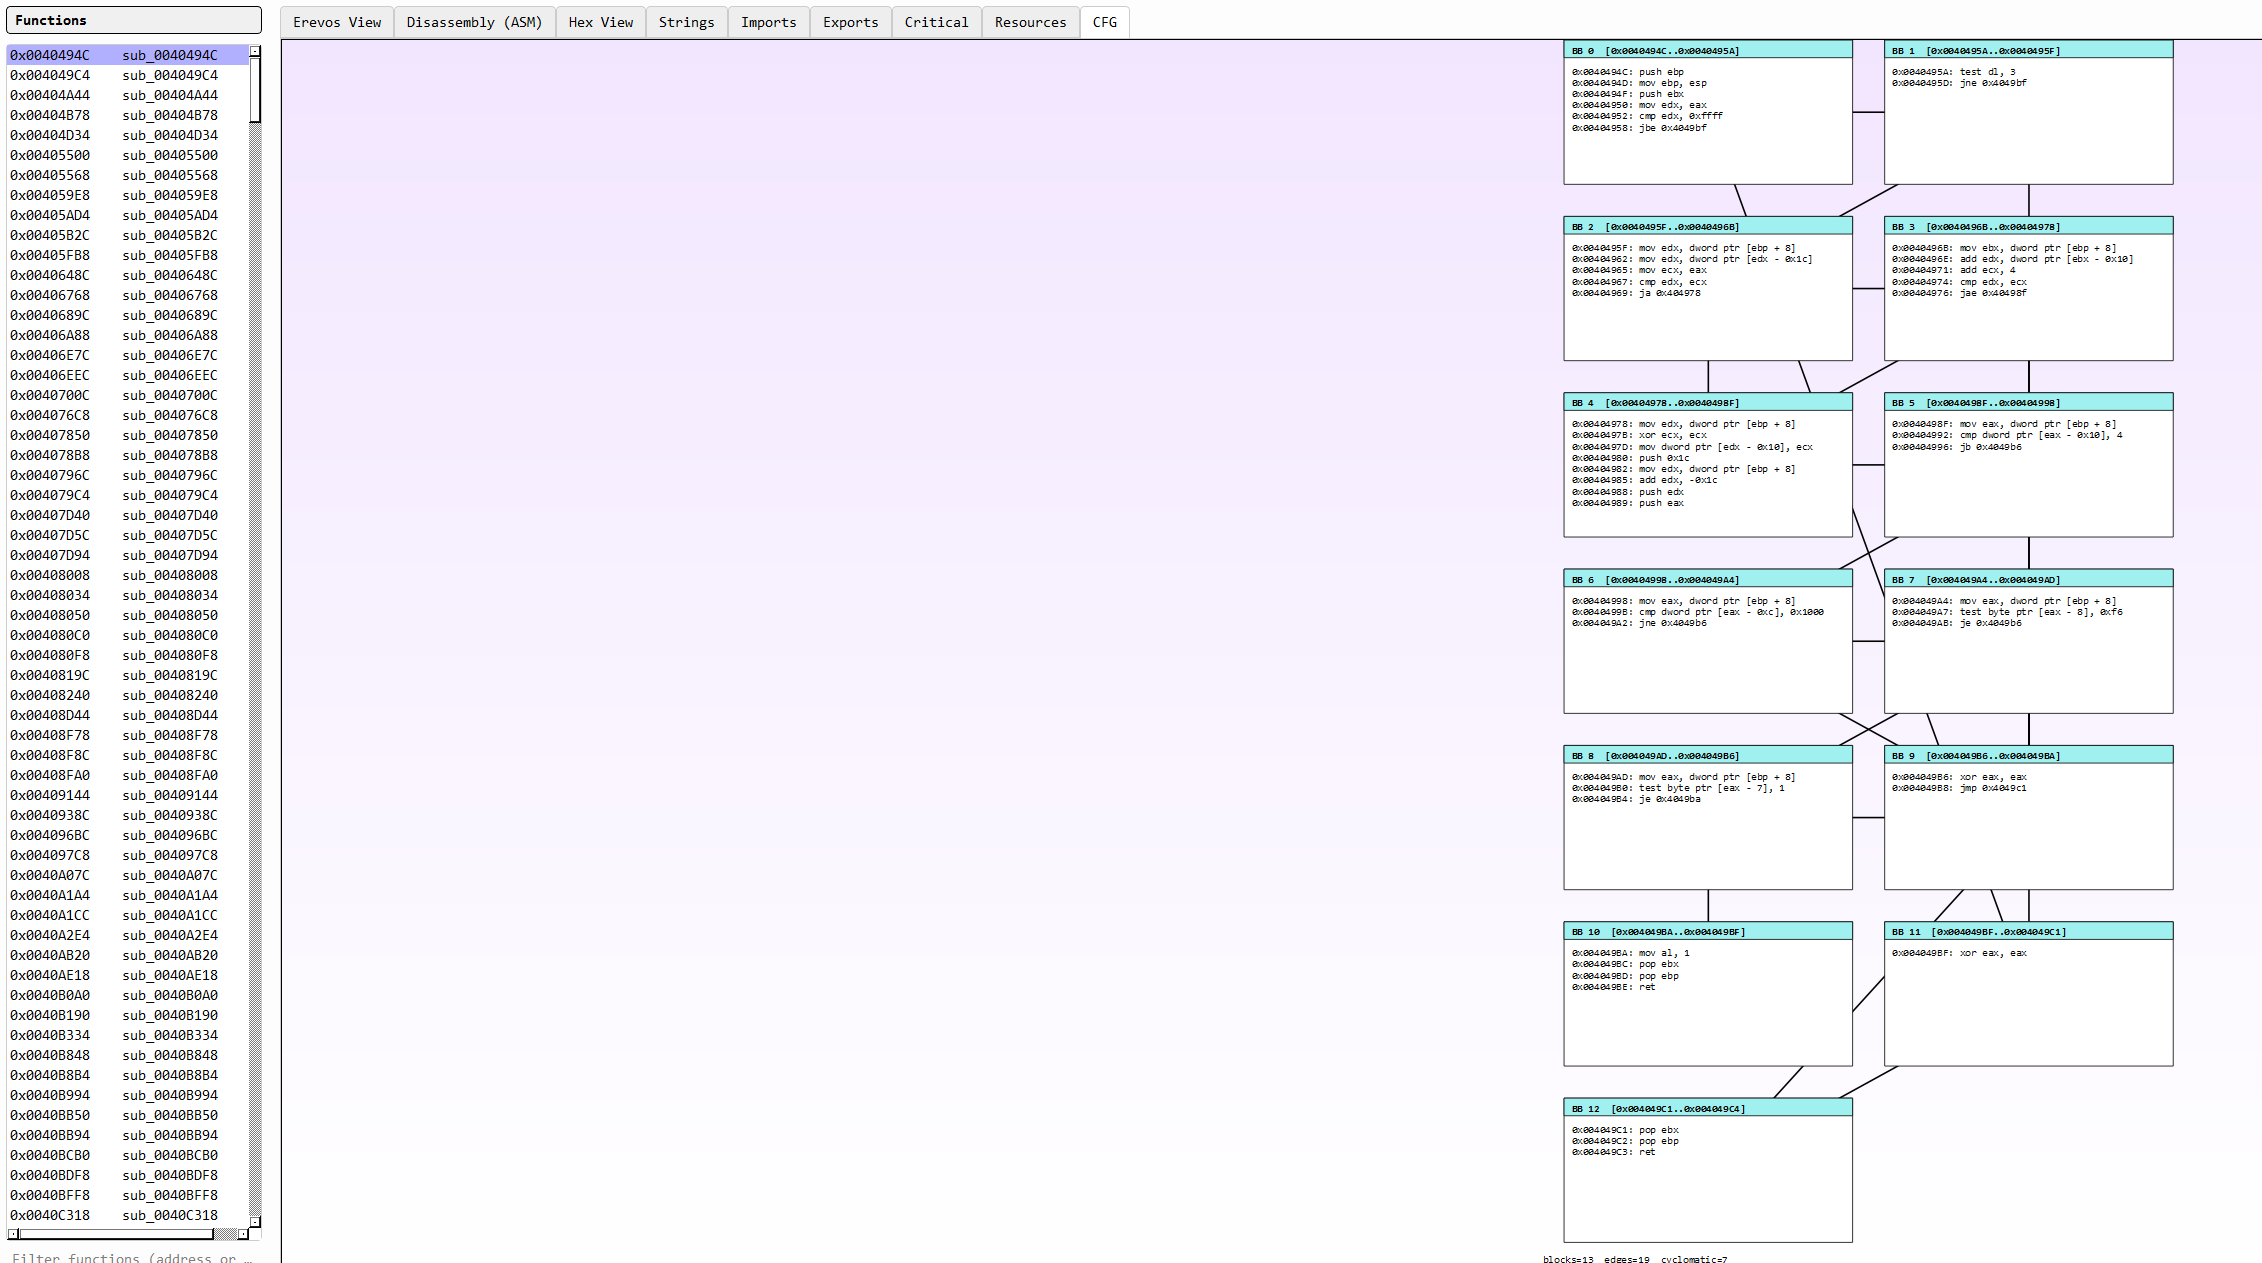 Functions
0x0040494C sub_0040494C
0x004049C4 sub_004049C4
0x00404A44 sub_00404A44
0x00404B78 sub_00404B78
0x00404D34 sub_00404D34
0x00405500 sub_00405500
0x00405568 sub_00405568
0x004059E8 sub_004059E8
0x00405AD4 sub_00405AD4
0x00405B2C sub_00405B2C
0x00405FB8 sub_00405FB8
0x0040648C sub_0040648C
0x00406768 sub_00406768
0x0040689C sub_0040689C
0x00406A88 sub_00406A88
0x00406E7C sub_00406E7C
0x00406EEC sub_00406EEC
0x0040700C sub_0040700C
0x004076C8 sub_004076C8
0x00407850 sub_00407850
0x004078B8 sub_004078B8
0x0040796C sub_0040796C
0x004079C4 sub_004079C4
0x00407D40 sub_00407D40
0x00407D5C sub_00407D5C
0x00407D94 sub_00407D94
0x00408008 sub_00408008
0x00408034 sub_00408034
0x00408050 sub_00408050
0x004080C0 sub_004080C0
0x004080F8 sub_004080F8
0x0040819C sub_0040819C
0x00408240 sub_00408240
0x00408D44 sub_00408D44
0x00408F78 sub_00408F78
0x00408F8C sub_00408F8C
0x00408FA0 sub_00408FA0
0x00409144 sub_00409144
0x0040938C sub_0040938C
0x004096BC sub_004096BC
0x004097C8 sub_004097C8
0x0040A07C sub_0040A07C
0x0040A1A4 sub_0040A1A4
0x0040A1CC sub_0040A1CC
0x0040A2E4 sub_0040A2E4
0x0040AB20 sub_0040AB20
0x0040AE18 sub_0040AE18
0x0040B0A0 sub_0040B0A0
0x0040B190 sub_0040B190
0x0040B334 sub_0040B334
0x0040B848 sub_0040B848
0x0040B8B4 sub_0040B8B4
0x0040B994 sub_0040B994
0x0040BB50 sub_0040BB50
0x0040BB94 sub_0040BB94
0x0040BCB0 sub_0040BCB0
0x0040BDF8 sub_0040BDF8
0x0040BFF8 sub_0040BFF8
0x0040C318 sub_0040C318
Filter functions (address or …
Erevos View
Disassembly (ASM)
Hex View
Strings
Imports
Exports
Critical
Resources
CFG
BB 0 [0x0040494C..0x0040495A]
0x0040494C: push ebp
0x0040494D: mov ebp, esp
0x0040494F: push ebx
0x00404950: mov edx, eax
0x00404952: cmp edx, 0xffff
0x00404958: jbe 0x4049bf
BB 1 [0x0040495A..0x0040495F]
0x0040495A: test dl, 3
0x0040495D: jne 0x4049bf
BB 2 [0x0040495F..0x0040496B]
0x0040495F: mov edx, dword ptr [ebp + 8]
0x00404962: mov edx, dword ptr [edx - 0x1c]
0x00404965: mov ecx, eax
0x00404967: cmp edx, ecx
0x00404969: ja 0x404978
BB 3 [0x0040496B..0x00404978]
0x0040496B: mov ebx, dword ptr [ebp + 8]
0x0040496E: add edx, dword ptr [ebx - 0x10]
0x00404971: add ecx, 4
0x00404974: cmp edx, ecx
0x00404976: jae 0x40498f
BB 4 [0x00404978..0x0040498F]
0x00404978: mov edx, dword ptr [ebp + 8]
0x0040497B: xor ecx, ecx
0x0040497D: mov dword ptr [edx - 0x10], ecx
0x00404980: push 0x1c
0x00404982: mov edx, dword ptr [ebp + 8]
0x00404985: add edx, -0x1c
0x00404988: push edx
0x00404989: push eax
BB 5 [0x0040498F..0x00404998]
0x0040498F: mov eax, dword ptr [ebp + 8]
0x00404992: cmp dword ptr [eax - 0x10], 4
0x00404996: jb 0x4049b6
BB 6 [0x00404998..0x004049A4]
0x00404998: mov eax, dword ptr [ebp + 8]
0x0040499B: cmp dword ptr [eax - 0xc], 0x1000
0x004049A2: jne 0x4049b6
BB 7 [0x004049A4..0x004049AD]
0x004049A4: mov eax, dword ptr [ebp + 8]
0x004049A7: test byte ptr [eax - 8], 0xf6
0x004049AB: je 0x4049b6
BB 8 [0x004049AD..0x004049B6]
0x004049AD: mov eax, dword ptr [ebp + 8]
0x004049B0: test byte ptr [eax - 7], 1
0x004049B4: je 0x4049ba
BB 9 [0x004049B6..0x004049BA]
0x004049B6: xor eax, eax
0x004049B8: jmp 0x4049c1
BB 10 [0x004049BA..0x004049BF]
0x004049BA: mov al, 1
0x004049BC: pop ebx
0x004049BD: pop ebp
0x004049BE: ret
BB 11 [0x004049BF..0x004049C1]
0x004049BF: xor eax, eax
BB 12 [0x004049C1..0x004049C4]
0x004049C1: pop ebx
0x004049C2: pop ebp
0x004049C3: ret
blocks=13 edges=19 cyclomatic=7